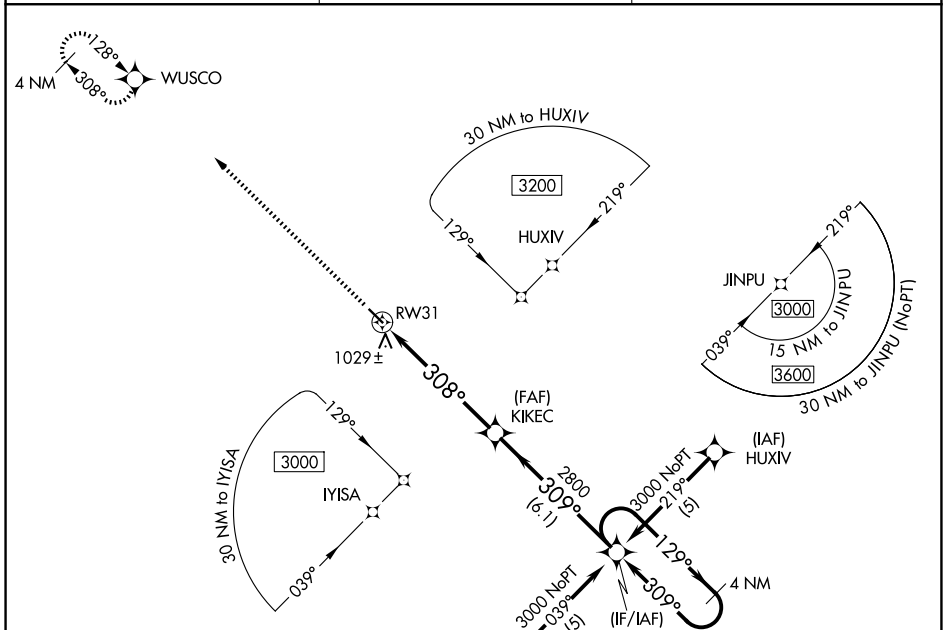 128°
308°
4 NM
WUSCO
30 NM to HUXIV
3200
129°
219°
HUXIV
219°
JINPU
3000
039°
15 NM to JINPU
3600
30 NM to JINPU (NoPT)
RW31
1029±
308°
(FAF)
KIKEC
129°
3000
30 NM to IYISA
IYISA
039°
2800
309°
(6.1)
(IAF)
HUXIV
3000 NoPT
219°
(5)
129°
309°
4 NM
3000 NoPT
039°
(5)
(IF/IAF)